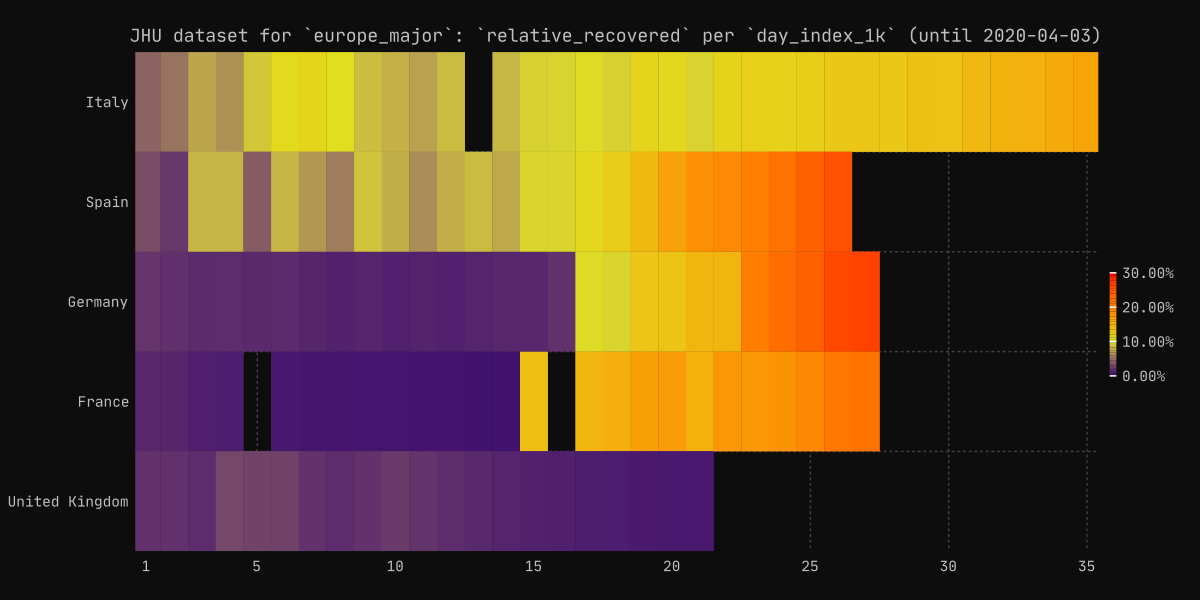 JHU dataset for `europe_major`: `relative_recovered` per `day_index_1k` (until 2020-04-03)
Italy
Spain
Germany
France
United Kingdom
30.00%
20.00%
10.00%
0.00%
1 5 10 15 20 25 30 35